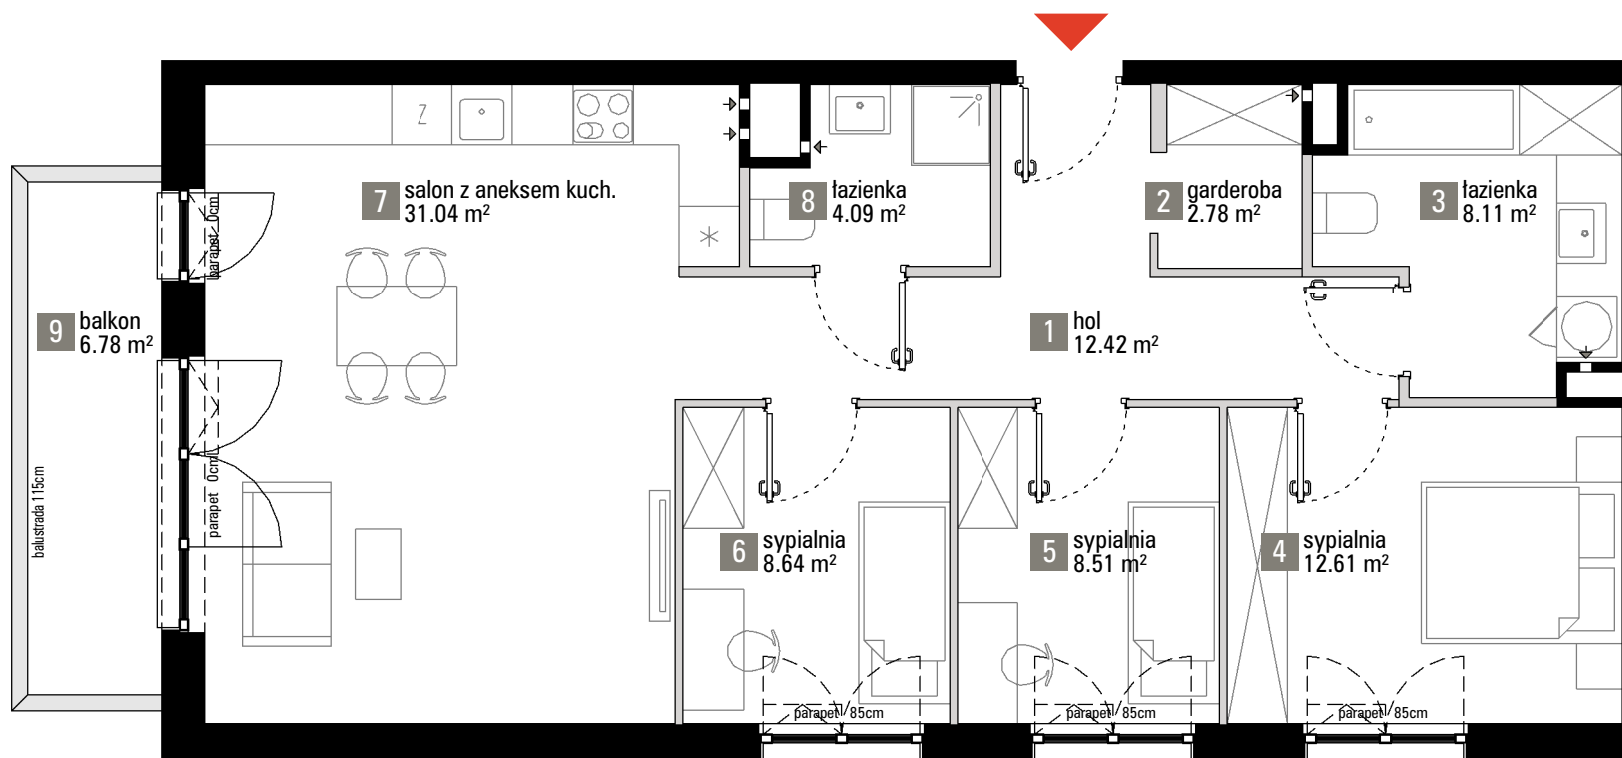 7 salon z aneksem kuch.
31.04 m²
8 łazienka
4.09 m²
2 garderoba
2.78 m²
3 łazienka
8.11 m²
9 balkon
6.78 m²
1 hol
12.42 m²
6 sypialnia
8.64 m²
5 sypialnia
8.51 m²
4 sypialnia
12.61 m²
Z
parapet 0cm
parapet 0cm
balustrada 115cm
parapet 85cm
parapet 85cm
parapet 85cm